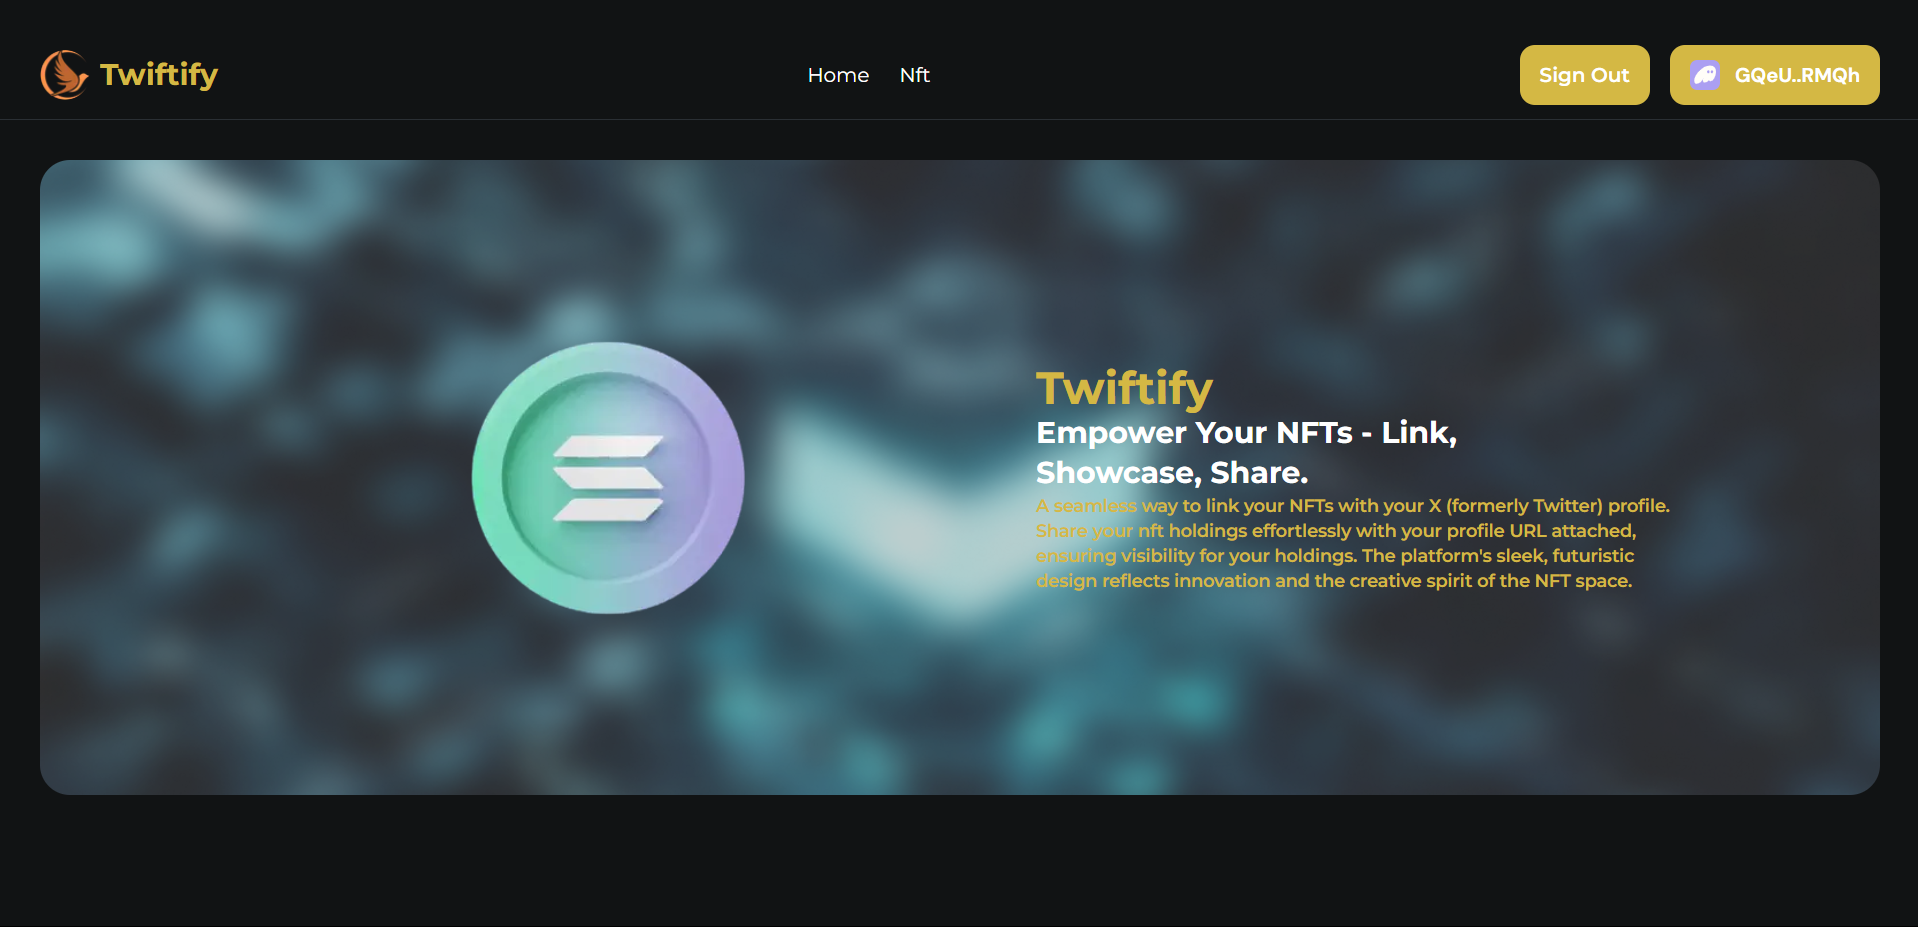 Twiftify
Home
Nft
Sign Out
GQeU..RMQh
Twiftify
Empower Your NFTs - Link,
Showcase, Share.
A seamless way to link your NFTs with your X (formerly Twitter) profile.
Share your nft holdings effortlessly with your profile URL attached,
ensuring visibility for your holdings. The platform's sleek, futuristic
design reflects innovation and the creative spirit of the NFT space.